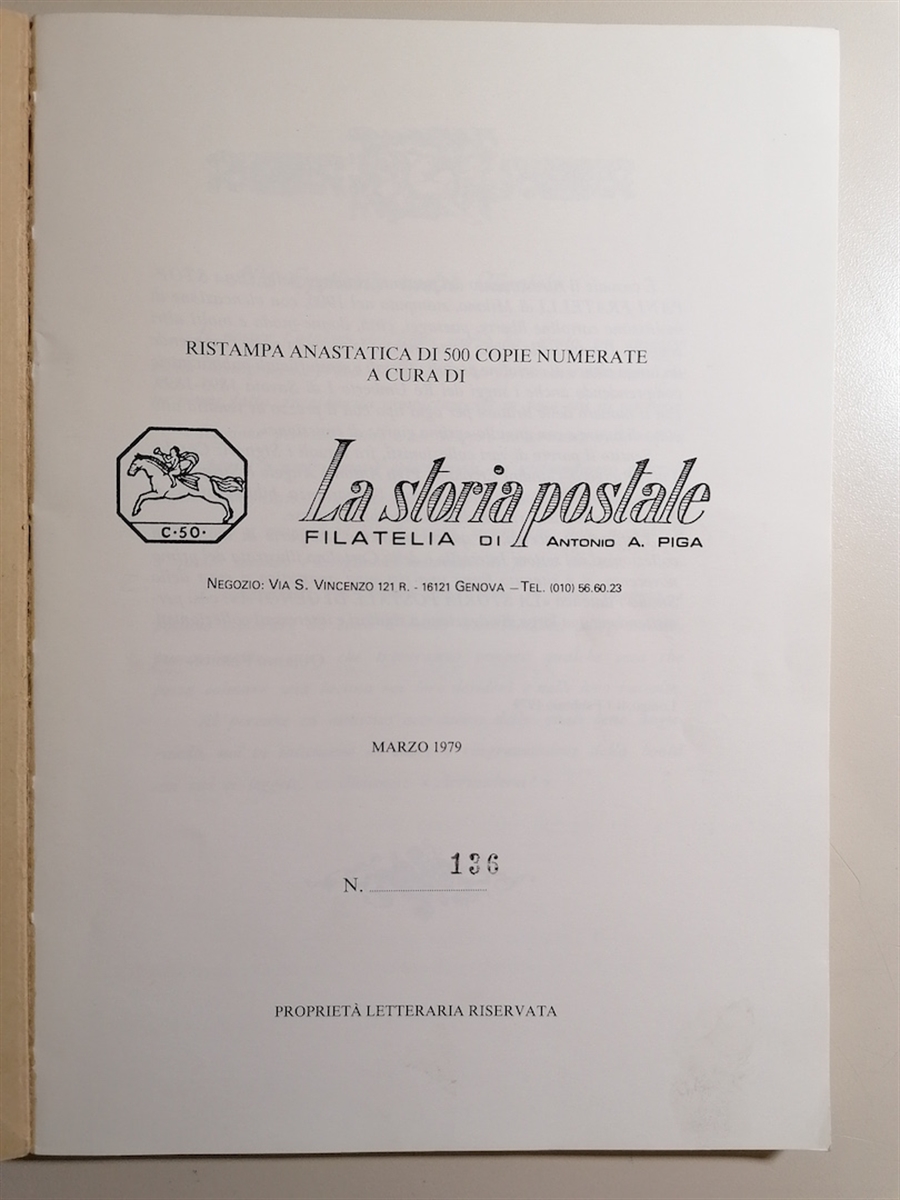 RISTAMPA ANASTATICA DI 500 COPIE NUMERATE
A CURA DI
C·50·
La storia postale
FILATELIA DI ANTONIO A. PIGA
NEGOZIO: VIA S. VINCENZO 121 R. - 16121 GENOVA – TEL. (010) 56.60.23
MARZO 1979
N. 136
PROPRIETÀ LETTERARIA RISERVATA